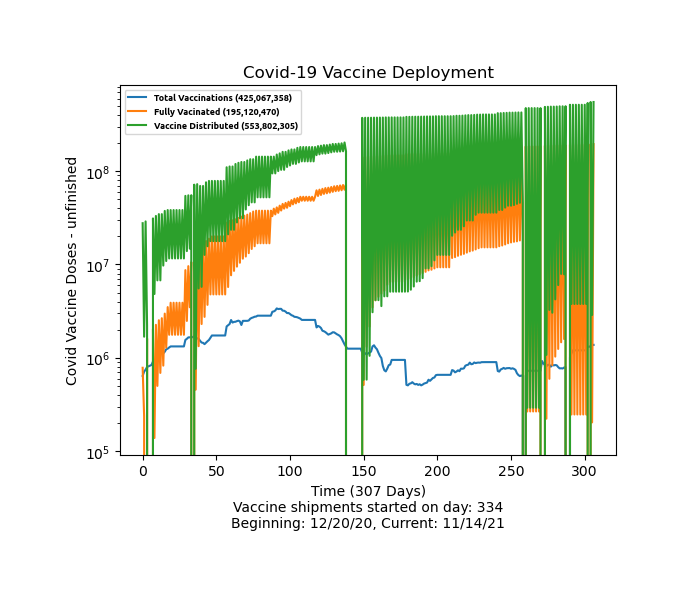 Covid-19 Vaccine Deployment
Total Vaccinations (425,067,358)
Fully Vacinated (195,120,470)
Vaccine Distributed (553,802,305)
Covid Vaccine Doses - unfinished
10^8
10^7
10^6
10^5
0 50 100 150 200 250 300
Time (307 Days)
Vaccine shipments started on day: 334
Beginning: 12/20/20, Current: 11/14/21